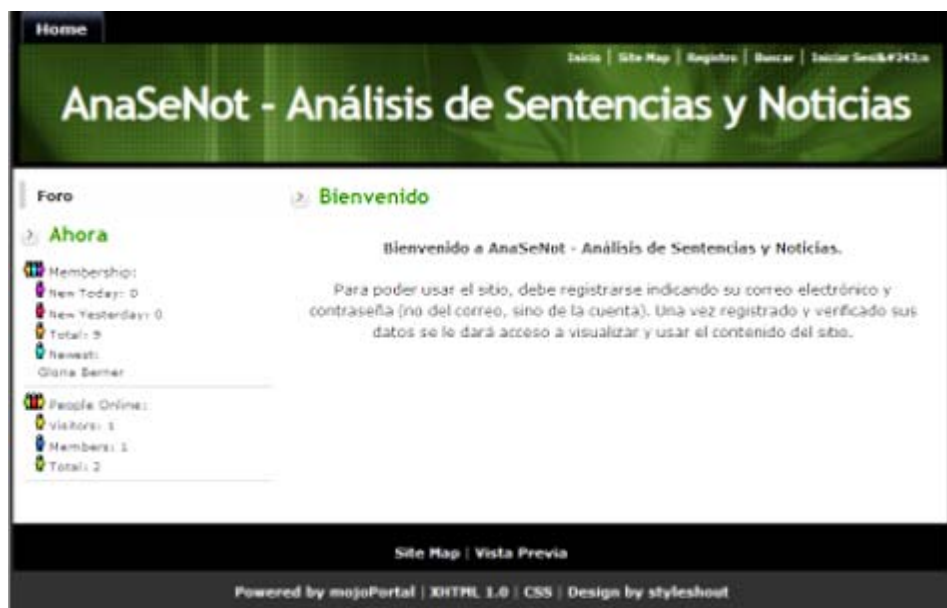 Home
Inicio | Site Map | Registro | Buscar | Iniciar Sesi&#243;n
AnaSeNot - Análisis de Sentencias y Noticias
Foro
Ahora
Membership:
New Today: 0
New Yesterday: 0
Total: 9
Newest:
Gloria Berner
People Online:
Visitors: 1
Members: 1
Total: 2
Bienvenido
Bienvenido a AnaSeNot - Análisis de Sentencias y Noticias.
Para poder usar el sitio, debe registrarse indicando su correo electrónico y
contraseña (no del correo, sino de la cuenta). Una vez registrado y verificado sus
datos se le dará acceso a visualizar y usar el contenido del sitio.
Site Map | Vista Previa
Powered by mojoPortal | XHTML 1.0 | CSS | Design by styleshout